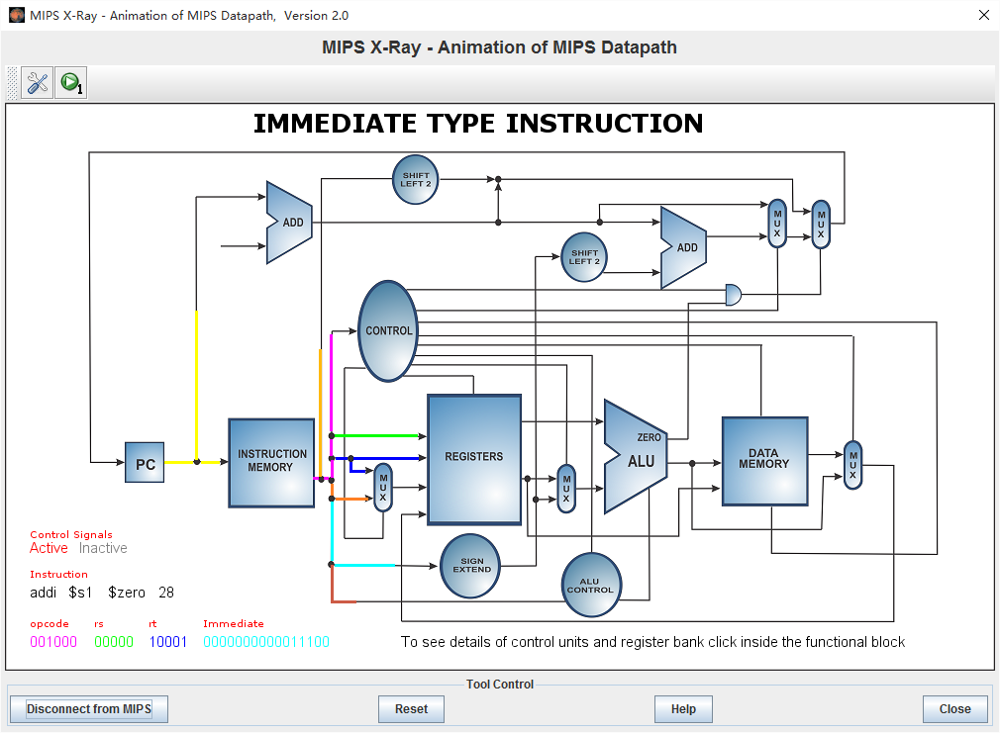 MIPS X-Ray - Animation of MIPS Datapath,  Version 2.0
MIPS X-Ray - Animation of MIPS Datapath
1
IMMEDIATE TYPE INSTRUCTION
SHIFT
LEFT 2
ADD
MUX
MUX
SHIFT
LEFT 2
ADD
CONTROL
PC
INSTRUCTION
MEMORY
MUX
REGISTERS
MUX
ZERO
ALU
DATA
MEMORY
MUX
SIGN
EXTEND
ALU
CONTROL
Control Signals
Active  Inactive
Instruction
addi  $s1  $zero  28
opcode  rs  rt  Immediate
001000  00000  10001  0000000000011100
To see details of control units and register bank click inside the functional block
Tool Control
Disconnect from MIPS  Reset  Help  Close